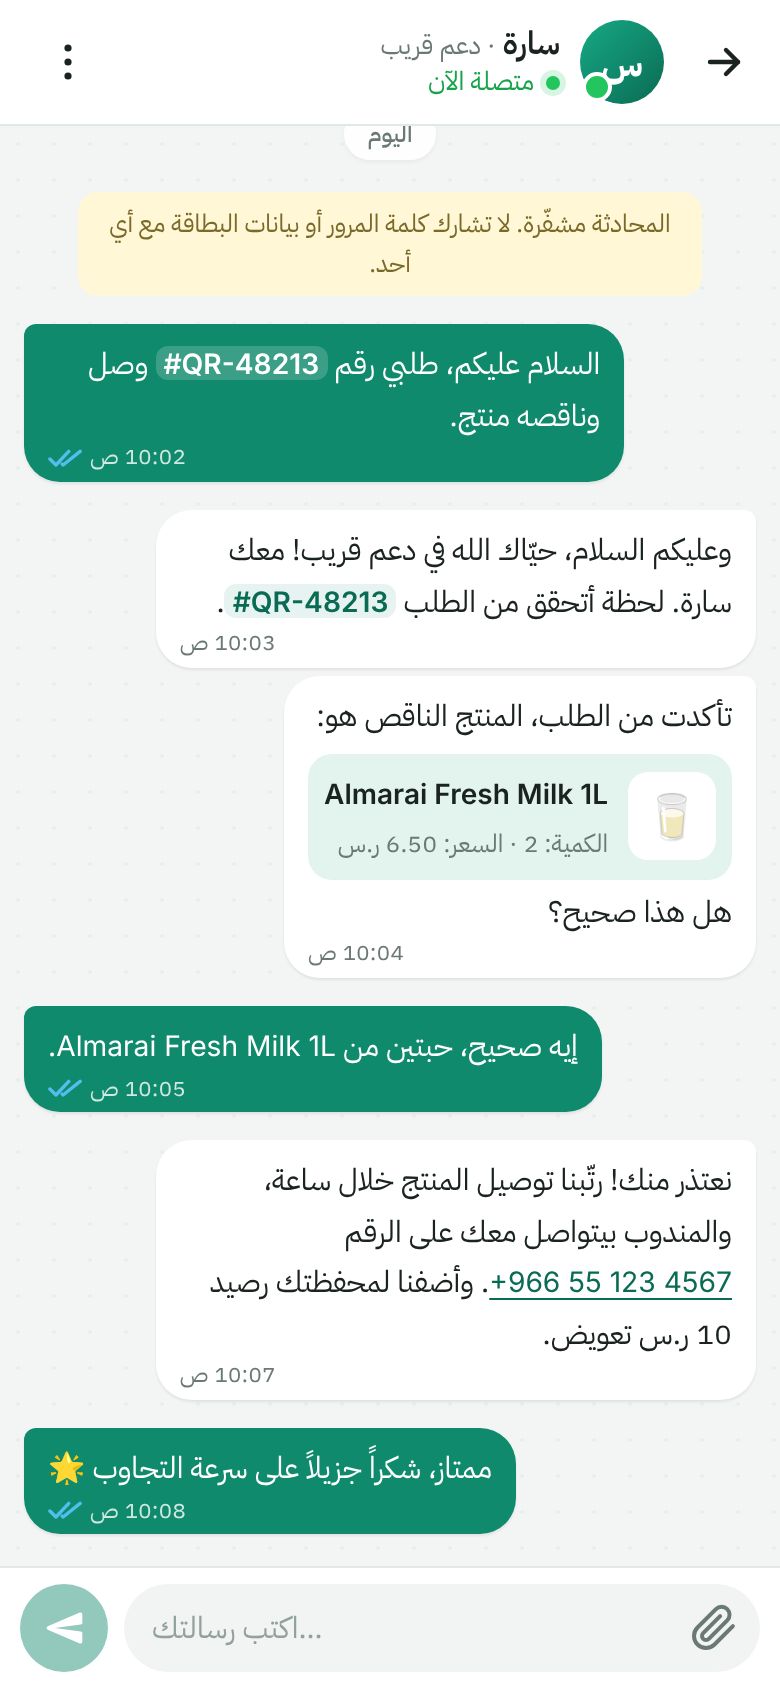 سارة · دعم قريب
متصلة الآن
س
اليوم
المحادثة مشفّرة. لا تشارك كلمة المرور أو بيانات البطاقة مع أي
أحد.
السلام عليكم، طلبي رقم #QR-48213 وصل
وناقصه منتج.
10:02 ص
وعليكم السلام، حيّاك الله في دعم قريب! معك
سارة. لحظة أتحقق من الطلب #QR-48213.
10:03 ص
تأكدت من الطلب، المنتج الناقص هو:
Almarai Fresh Milk 1L
الكمية: 2 · السعر: 6.50 ر.س
هل هذا صحيح؟
10:04 ص
إيه صحيح، حبتين من Almarai Fresh Milk 1L.
10:05 ص
نعتذر منك! رتّبنا توصيل المنتج خلال ساعة،
والمندوب بيتواصل معك على الرقم
+966 55 123 4567. وأضفنا لمحفظتك رصيد
10 ر.س تعويض.
10:07 ص
ممتاز، شكراً جزيلاً على سرعة التجاوب 🌟
10:08 ص
اكتب رسالتك...